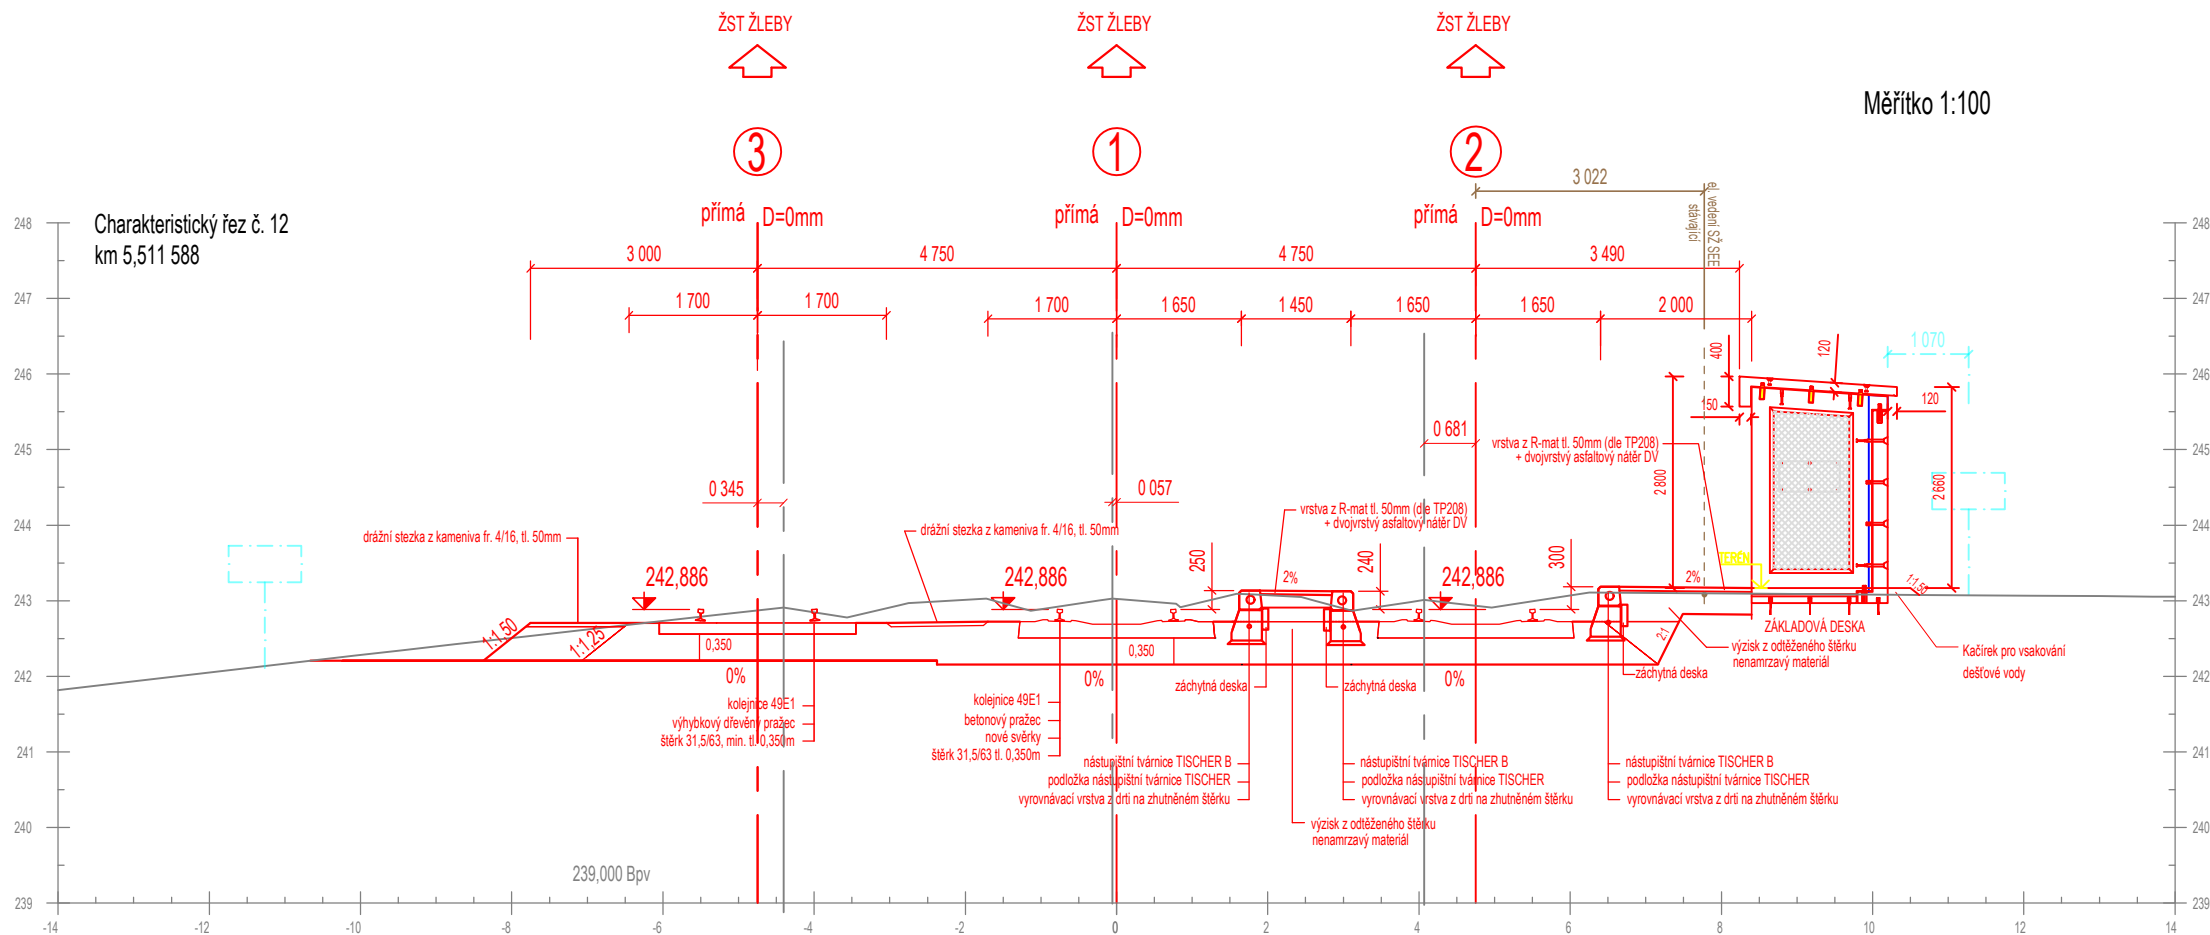 ŽST ŽLEBY
ŽST ŽLEBY
ŽST ŽLEBY
Měřítko 1:100
3
1
2
3 022
el. vedení SŽ SEE
stávající
Charakteristický řez č. 12
km 5,511 588
přímá D=0mm
přímá D=0mm
přímá D=0mm
3 000
4 750
4 750
3 490
1 700
1 700
1 700
1 650
1 450
1 650
1 650
2 000
1 070
400
120
150
120
0 681
vrstva z R-mat tl. 50mm (dle TP208)
+ dvojvrstvý asfaltový nátěr DV
2 800
2 660
0 345
0 057
vrstva z R-mat tl. 50mm (dle TP208)
+ dvojvrstvý asfaltový nátěr DV
drážní stezka z kameniva fr. 4/16, tl. 50mm
drážní stezka z kameniva fr. 4/16, tl. 50mm
250
240
300
TERÉN
242,886
242,886
242,886
2%
2%
1:1,50
1:1,50
1:1,25
0,350
0,350
2:1
ZÁKLADOVÁ DESKA
výzisk z odtěženého štěrku
nenamrzavý materiál
Kačírek pro vsakování
dešťové vody
0%
0%
0%
záchytná deska
záchytná deska
záchytná deska
kolejnice 49E1
výhybkový dřevěný pražec
štěrk 31,5/63, min. tl. 0,350m
kolejnice 49E1
betonový pražec
nové svěrky
štěrk 31,5/63 tl. 0,350m
nástupištní tvárnice TISCHER B
podložka nástupištní tvárnice TISCHER
vyrovnávací vrstva z drti na zhutněném štěrku
nástupištní tvárnice TISCHER B
podložka nástupištní tvárnice TISCHER
vyrovnávací vrstva z drti na zhutněném štěrku
nástupištní tvárnice TISCHER B
podložka nástupištní tvárnice TISCHER
vyrovnávací vrstva z drti na zhutněném štěrku
výzisk z odtěženého štěrku
nenamrzavý materiál
239,000 Bpv
248
247
246
245
244
243
242
241
240
239
248
247
246
245
244
243
242
241
240
239
-14 -12 -10 -8 -6 -4 -2 0 2 4 6 8 10 12 14